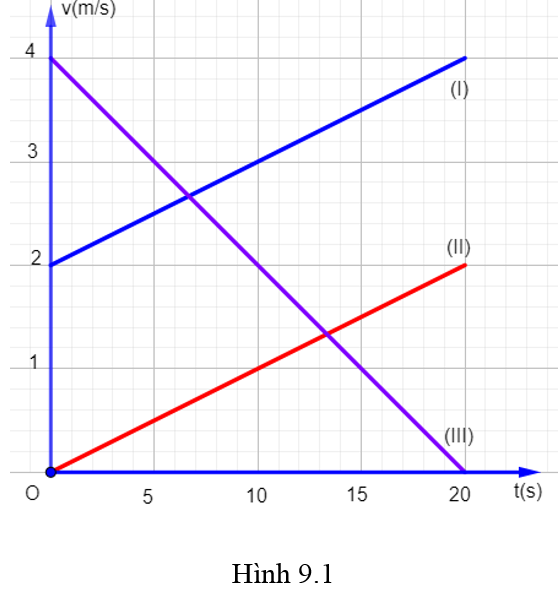 v(m/s)
4
(I)
3
(II)
2
1
(III)
O 5 10 15 20 t(s)
Hình 9.1